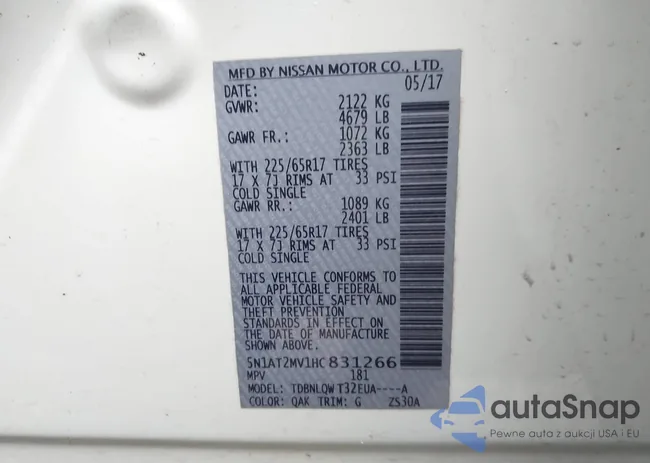 MFD BY NISSAN MOTOR CO., LTD.
DATE: 05/17
GVWR: 2122 KG
4679 LB
GAWR FR.: 1072 KG
2363 LB
WITH 225/65R17 TIRES
17 X 7J RIMS AT 33 PSI
COLD SINGLE
GAWR RR.: 1089 KG
2401 LB
WITH 225/65R17 TIRES
17 X 7J RIMS AT 33 PSI
COLD SINGLE
THIS VEHICLE CONFORMS TO
ALL APPLICABLE FEDERAL
MOTOR VEHICLE SAFETY AND
THEFT PREVENTION
STANDARDS IN EFFECT ON
THE DATE OF MANUFACTURE
SHOWN ABOVE.
5N1AT2MV1HC831266
MPV 181
MODEL: TDBNLQWT32EUA----A
COLOR: QAK TRIM: G ZS30A
autoSnap
Pewne auta z aukcji USA i EU